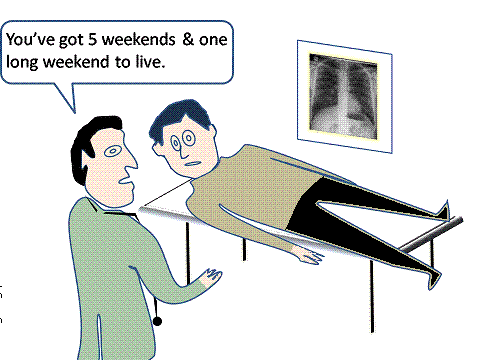 You've got 5 weekends & one
long weekend to live.